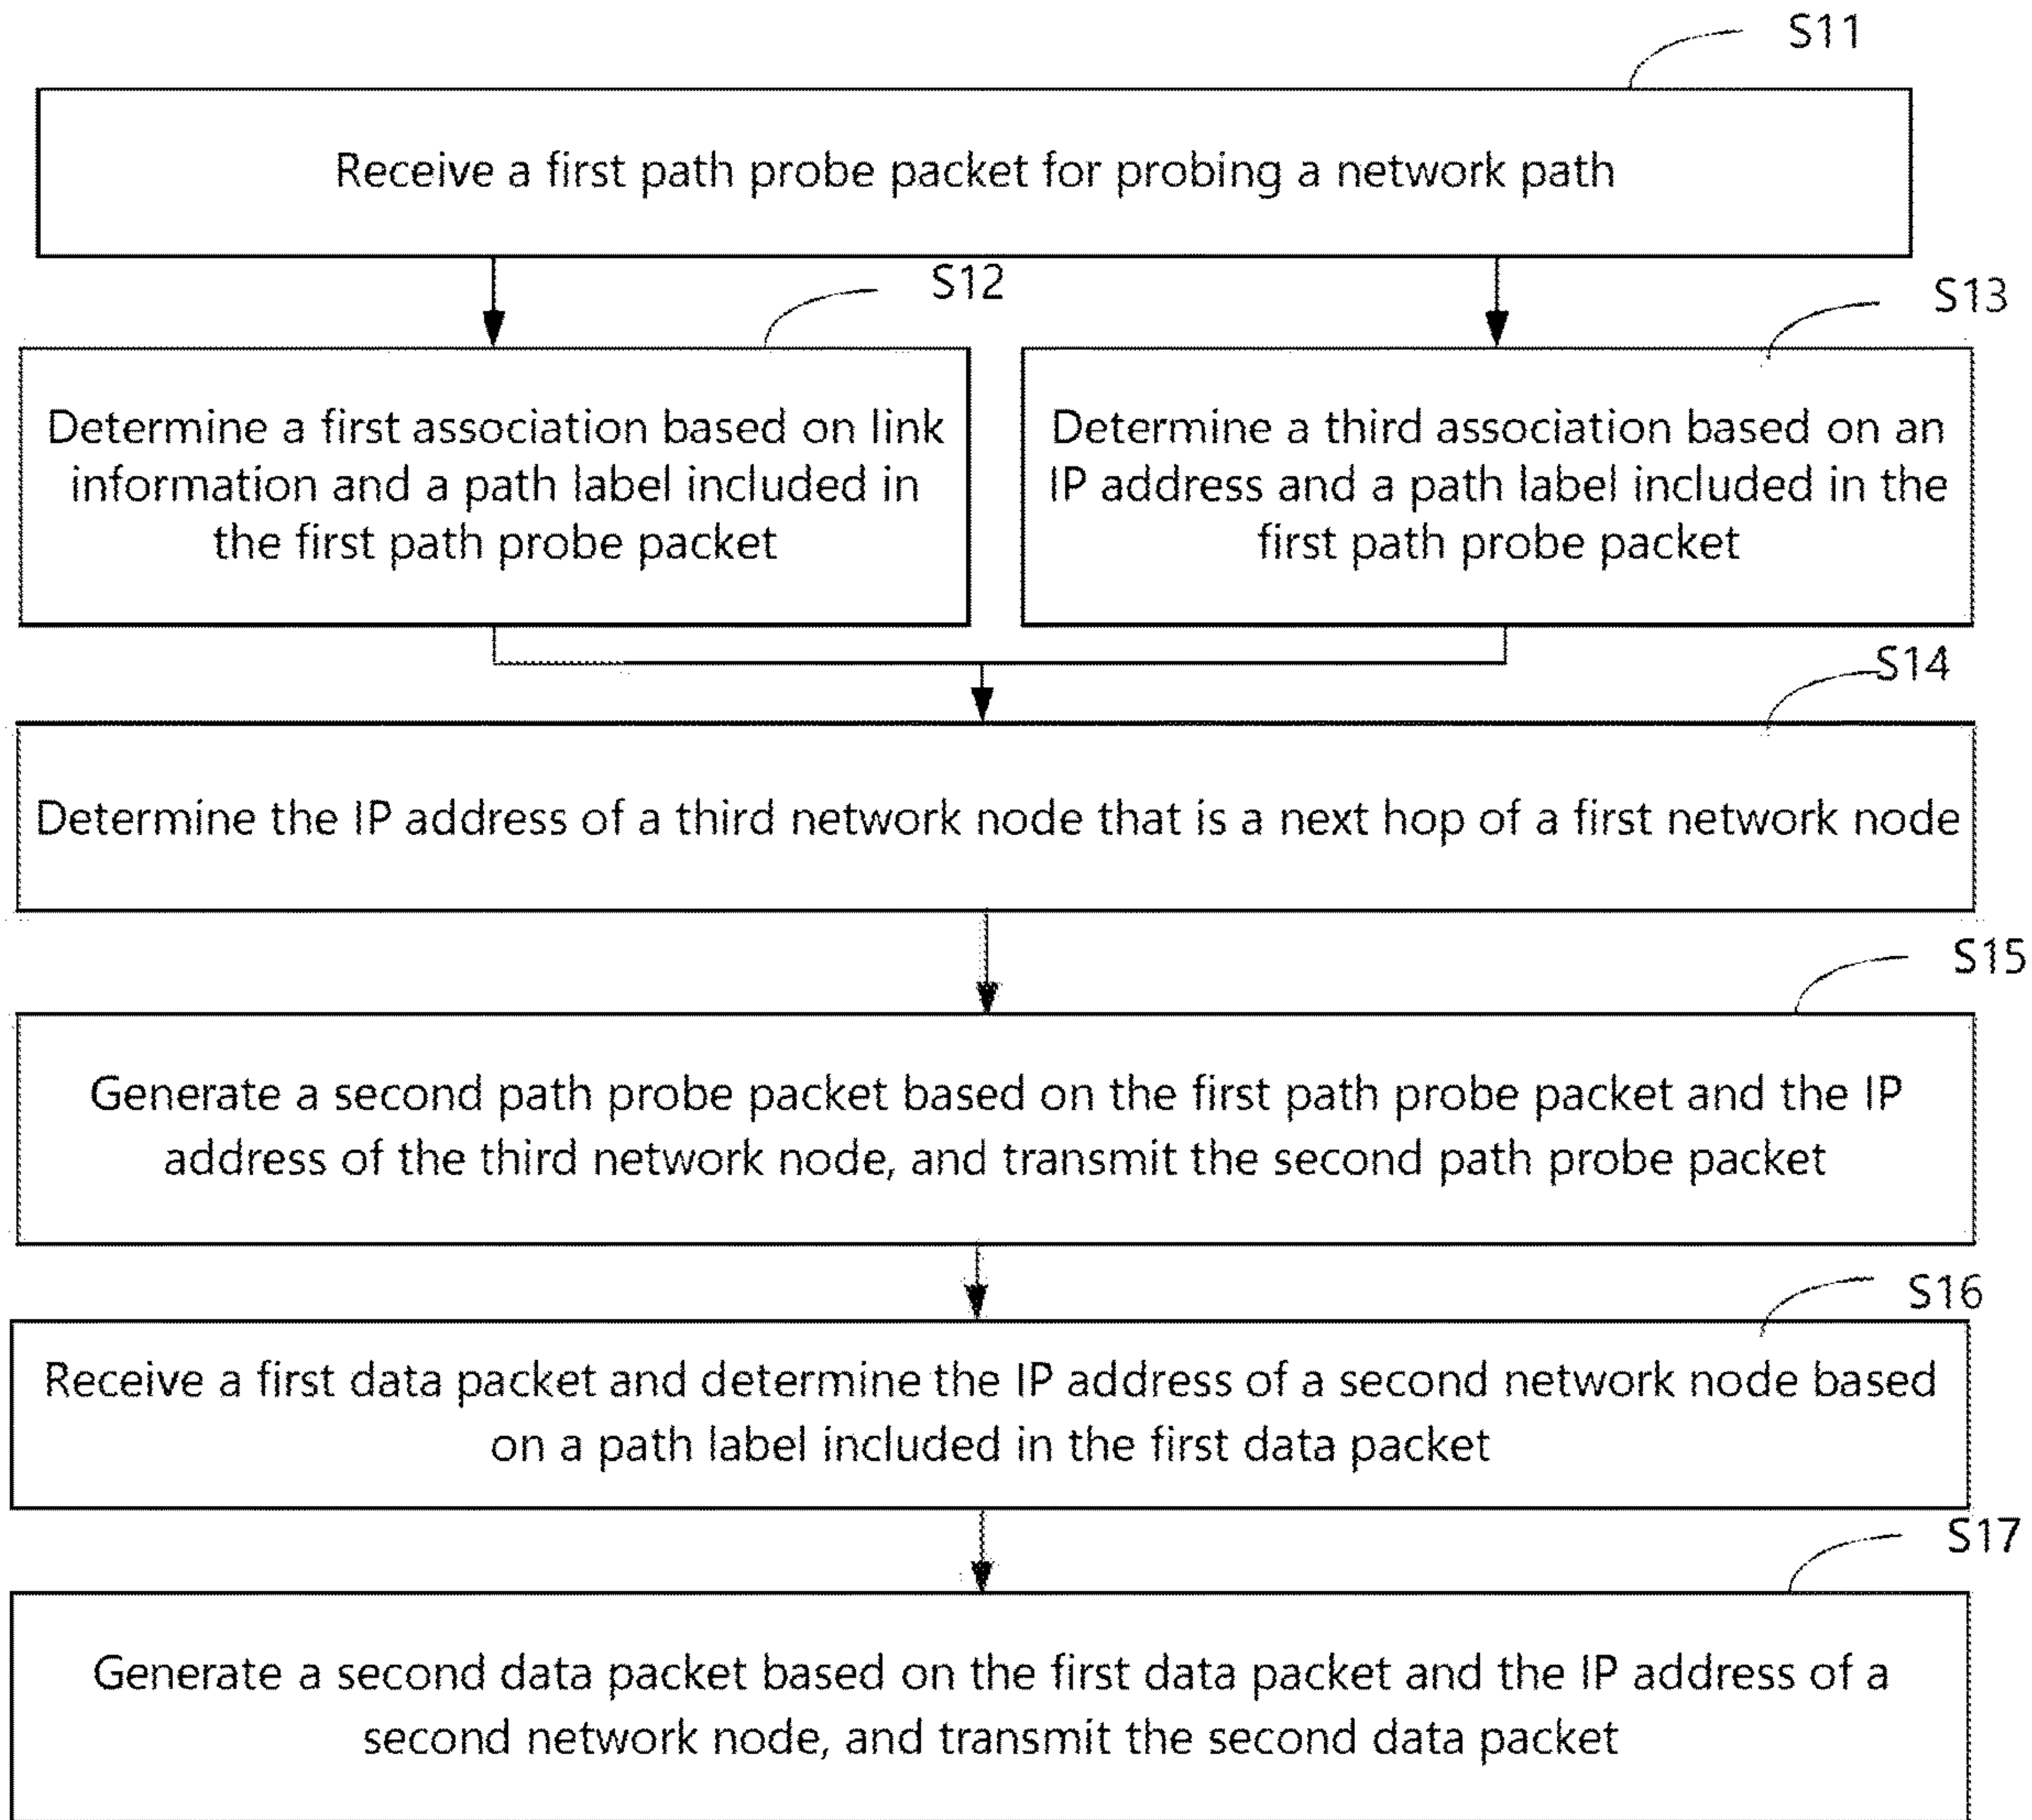 S11
Receive a first path probe packet for probing a network path
S12
S13
Determine a first association based on link
information and a path label included in
the first path probe packet
Determine a third association based on an
IP address and a path label included in the
first path probe packet
S14
Determine the IP address of a third network node that is a next hop of a first network node
S15
Generate a second path probe packet based on the first path probe packet and the IP
address of the third network node, and transmit the second path probe packet
S16
Receive a first data packet and determine the IP address of a second network node based
on a path label included in the first data packet
S17
Generate a second data packet based on the first data packet and the IP address of a
second network node, and transmit the second data packet